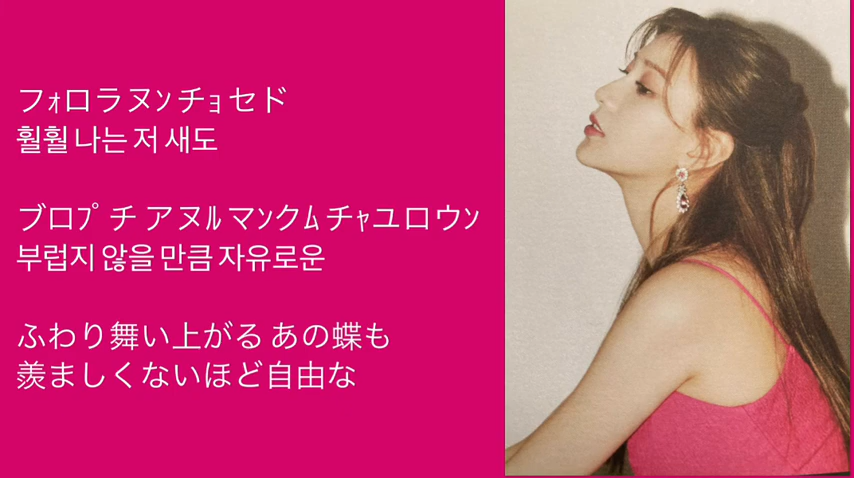 フォロラ ヌン チョ セド
훨훨 나는 저 새도
ブロプ チ アヌル マンクム チャユロウン
부럽지 않을 만큼 자유로운
ふわり舞い上がる あの蝶も
羨ましくないほど自由な